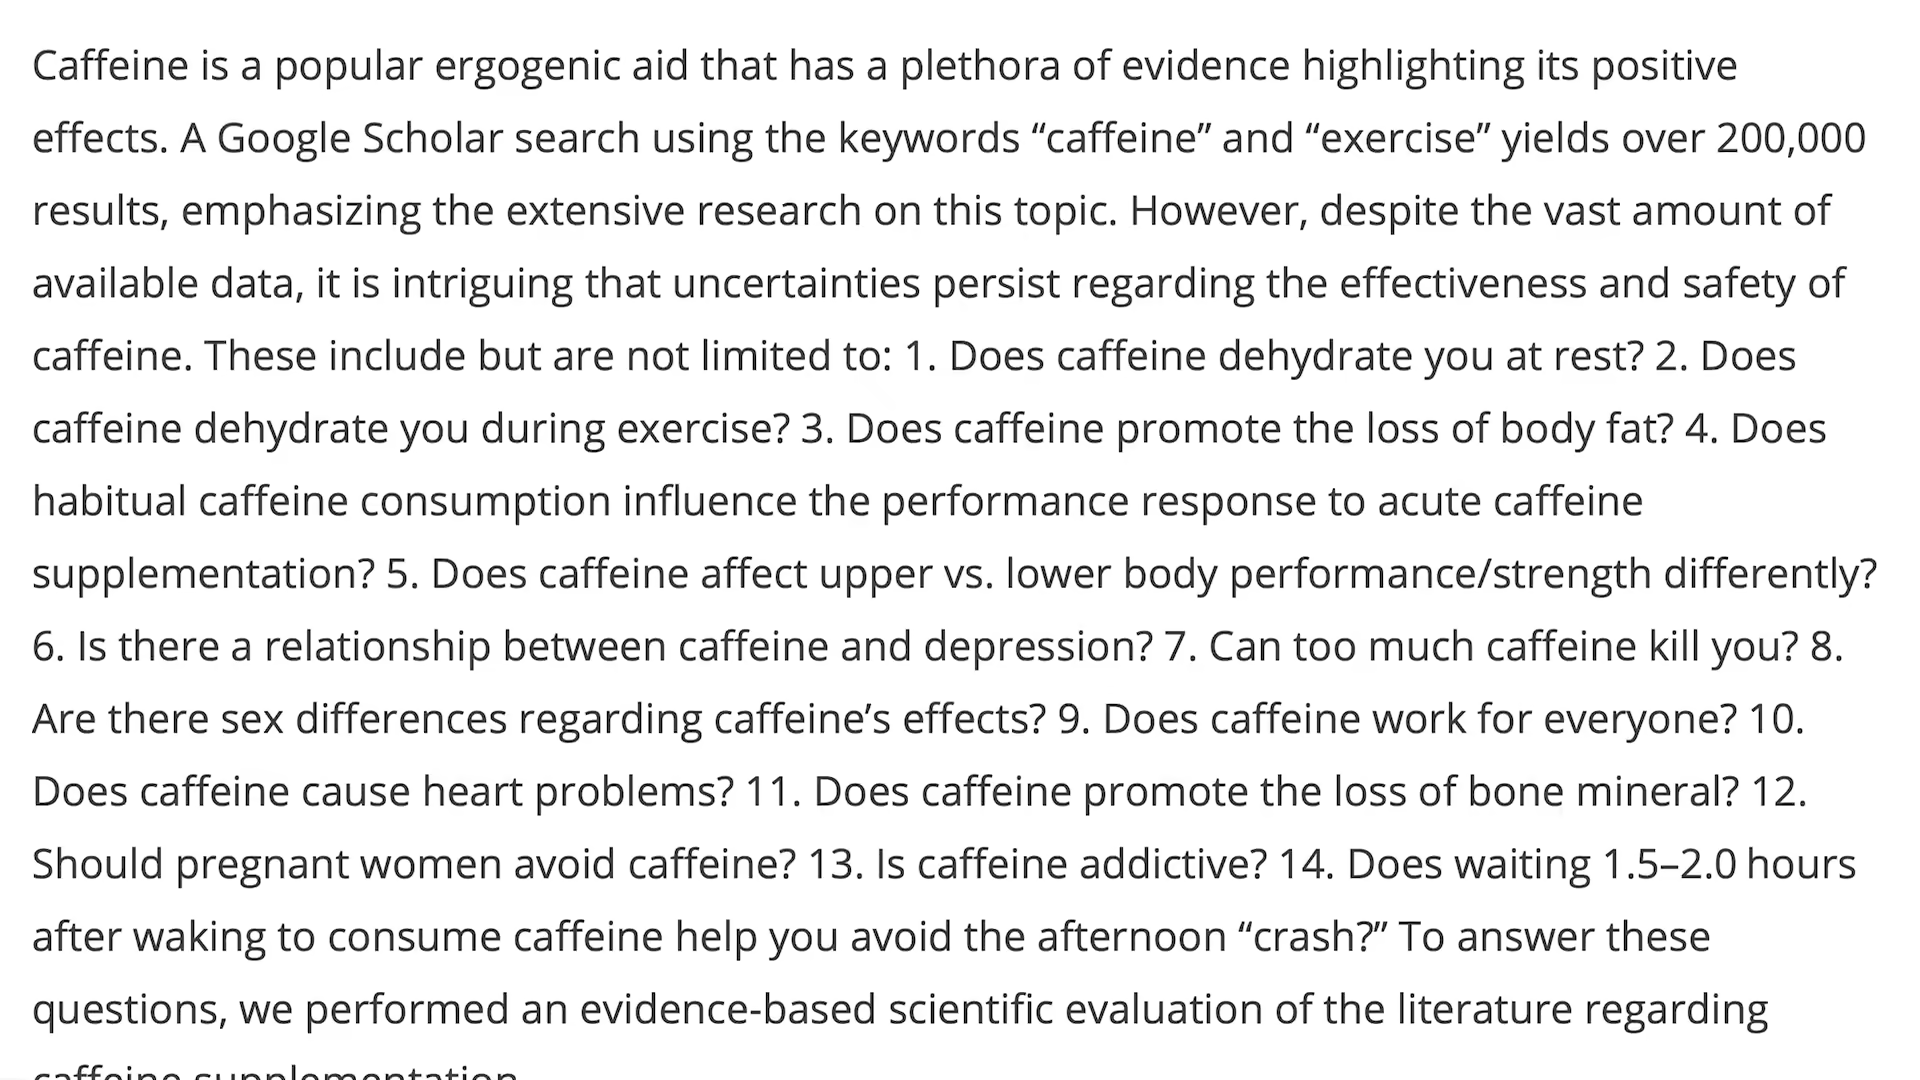 Caffeine is a popular ergogenic aid that has a plethora of evidence highlighting its positive
effects. A Google Scholar search using the keywords “caffeine” and “exercise” yields over 200,000
results, emphasizing the extensive research on this topic. However, despite the vast amount of
available data, it is intriguing that uncertainties persist regarding the effectiveness and safety of
caffeine. These include but are not limited to: 1. Does caffeine dehydrate you at rest? 2. Does
caffeine dehydrate you during exercise? 3. Does caffeine promote the loss of body fat? 4. Does
habitual caffeine consumption influence the performance response to acute caffeine
supplementation? 5. Does caffeine affect upper vs. lower body performance/strength differently?
6. Is there a relationship between caffeine and depression? 7. Can too much caffeine kill you? 8.
Are there sex differences regarding caffeine’s effects? 9. Does caffeine work for everyone? 10.
Does caffeine cause heart problems? 11. Does caffeine promote the loss of bone mineral? 12.
Should pregnant women avoid caffeine? 13. Is caffeine addictive? 14. Does waiting 1.5–2.0 hours
after waking to consume caffeine help you avoid the afternoon “crash?” To answer these
questions, we performed an evidence-based scientific evaluation of the literature regarding
caffeine supplementation